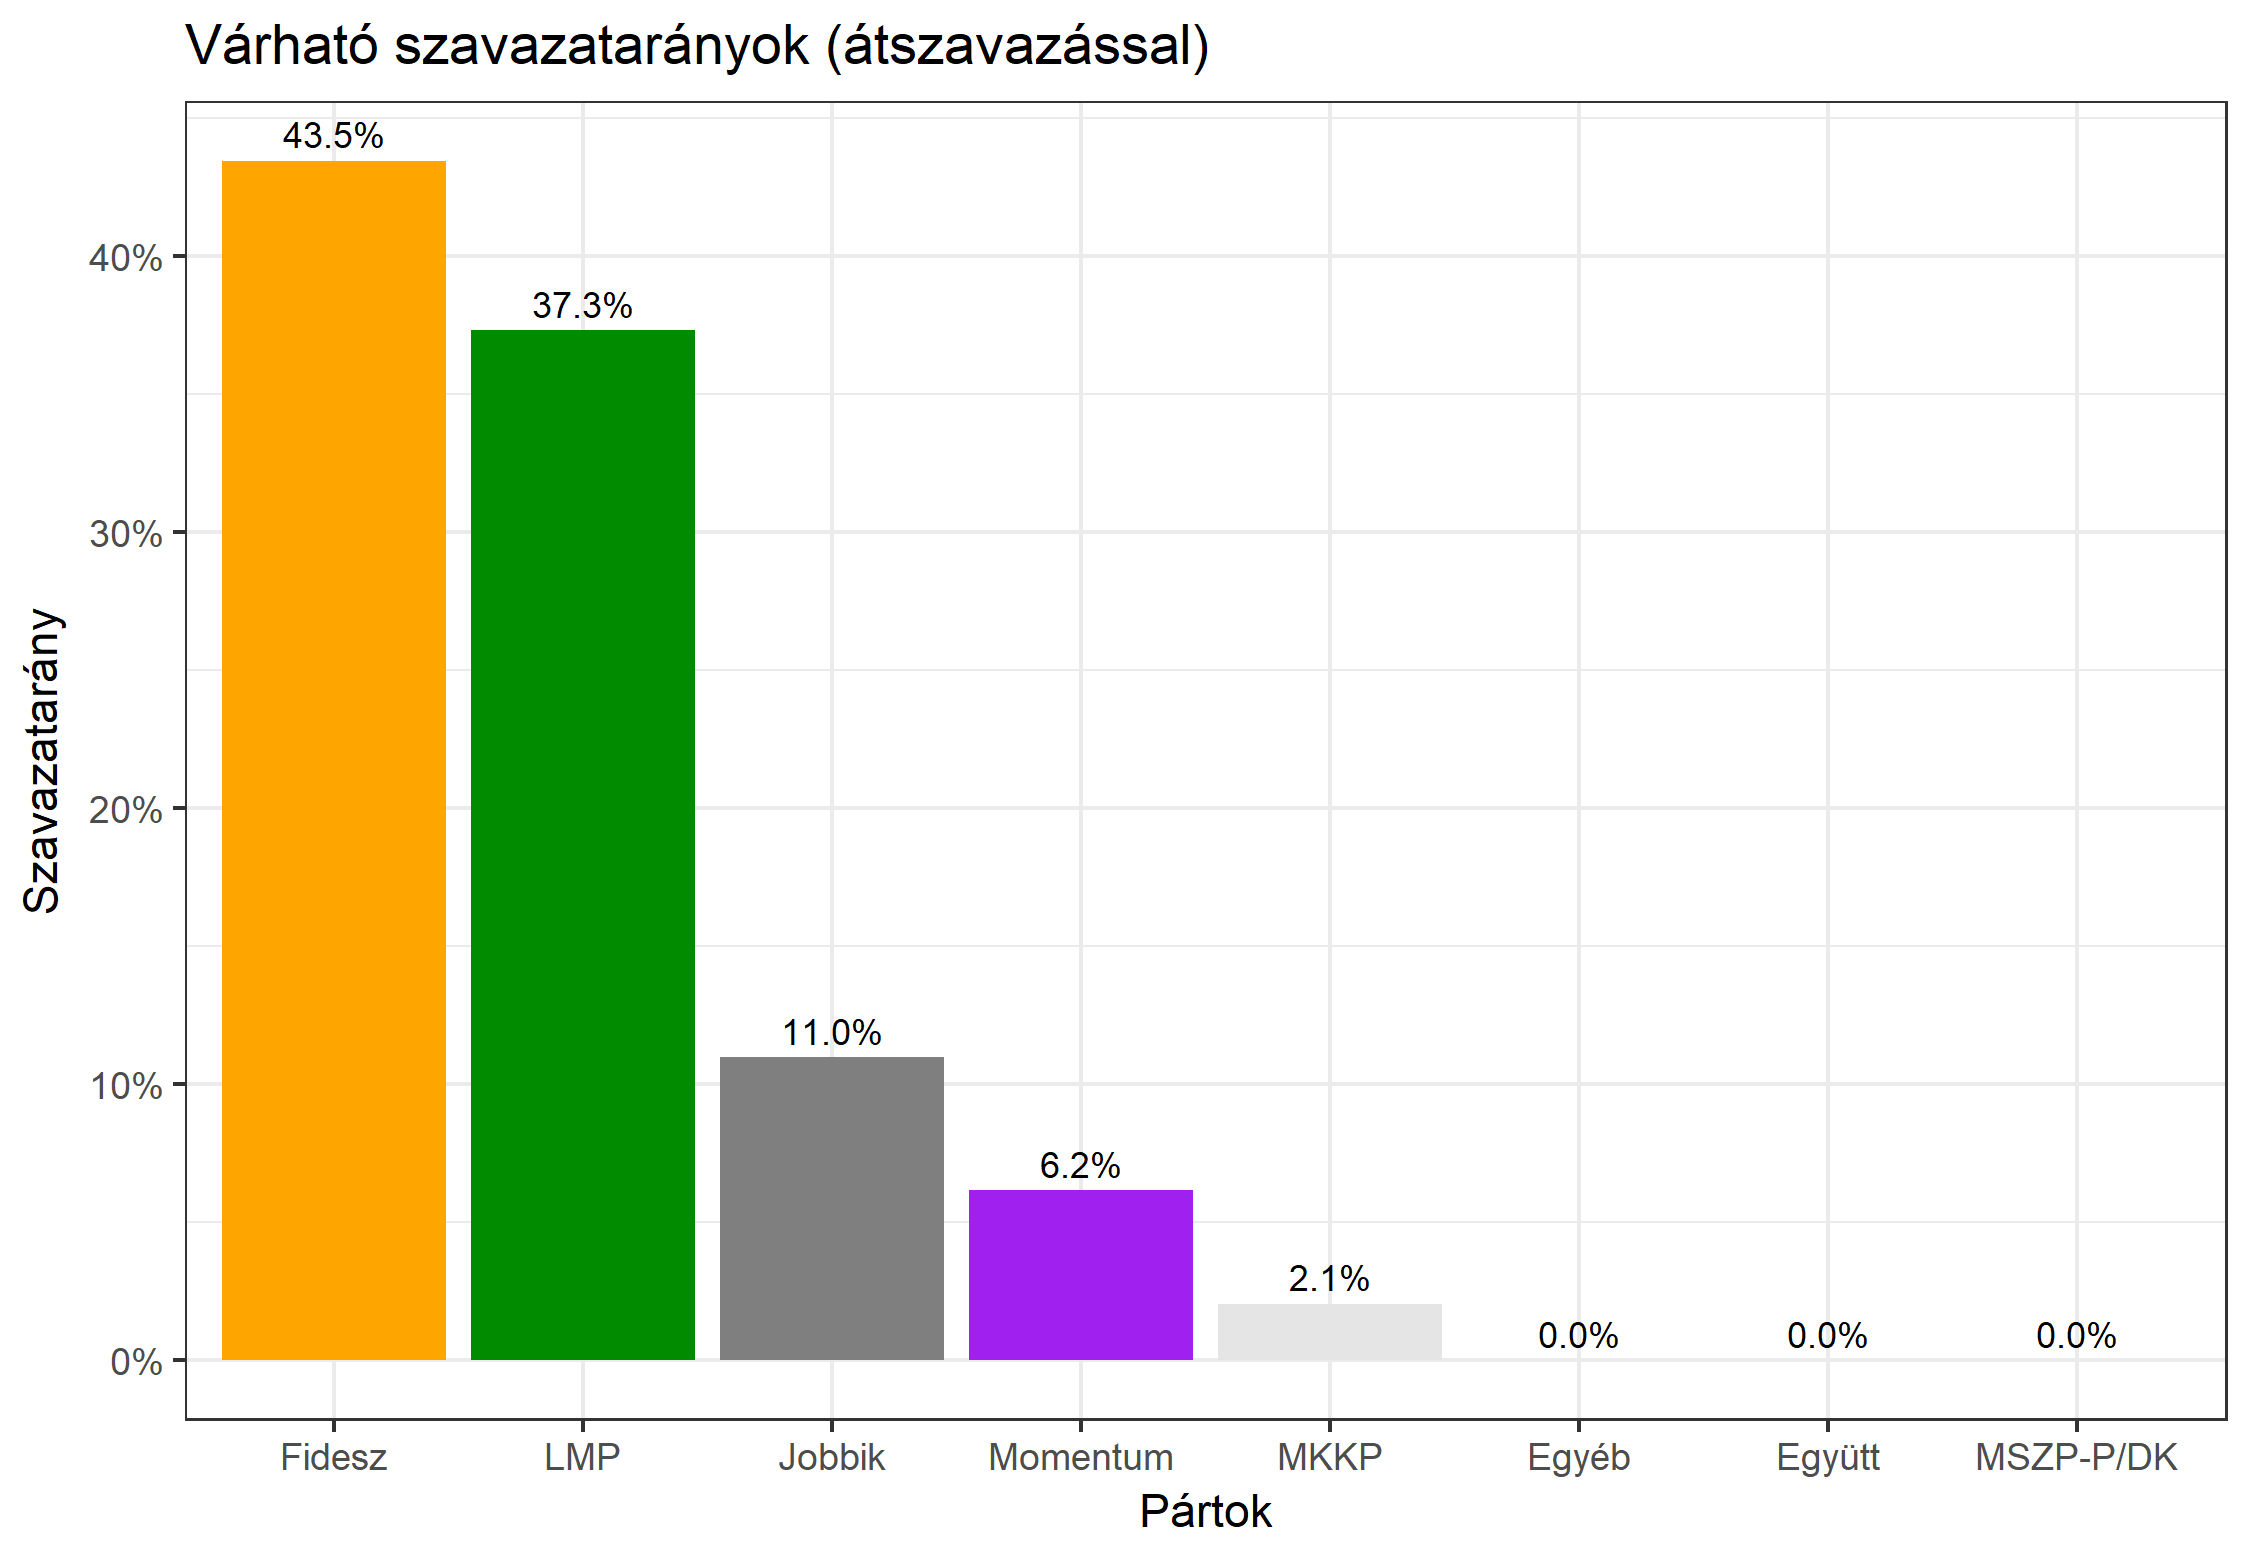 Várható szavazatarányok (átszavazással)
43.5%
37.3%
11.0%
6.2%
2.1%
0.0%
0.0%
0.0%
40%
30%
20%
10%
0%
Szavazatarány
Fidesz
LMP
Jobbik
Momentum
MKKP
Egyéb
Együtt
MSZP-P/DK
Pártok